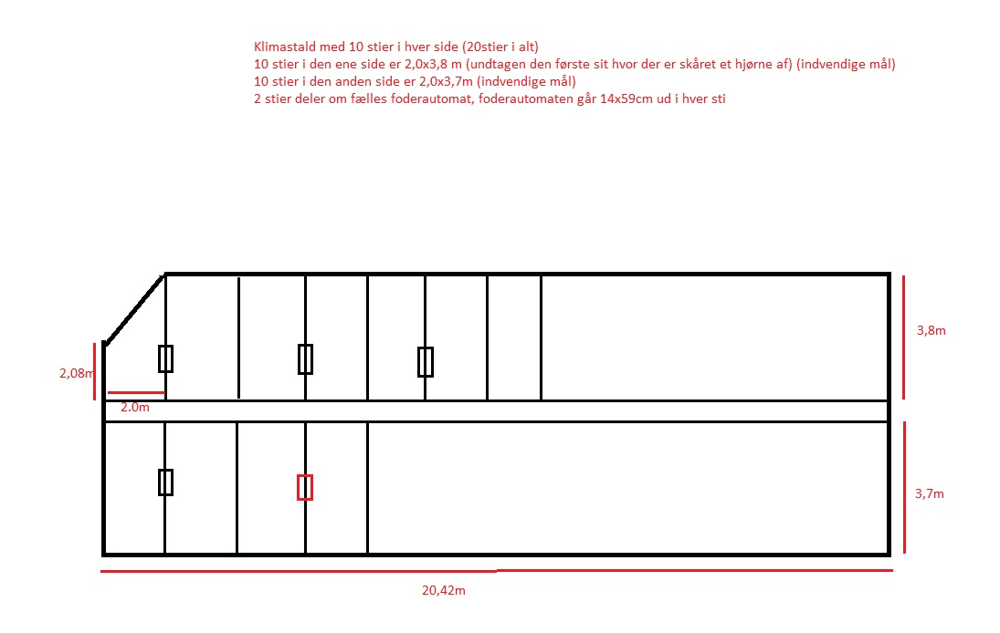 Klimastald med 10 stier i hver side (20stier i alt)
10 stier i den ene side er 2,0x3,8 m (undtagen den første sit hvor der er skåret et hjørne af) (indvendige mål)
10 stier i den anden side er 2,0x3,7m (indvendige mål)
2 stier deler om fælles foderautomat, foderautomaten går 14x59cm ud i hver sti
3,8m
2,08m
2.0m
3,7m
20,42m